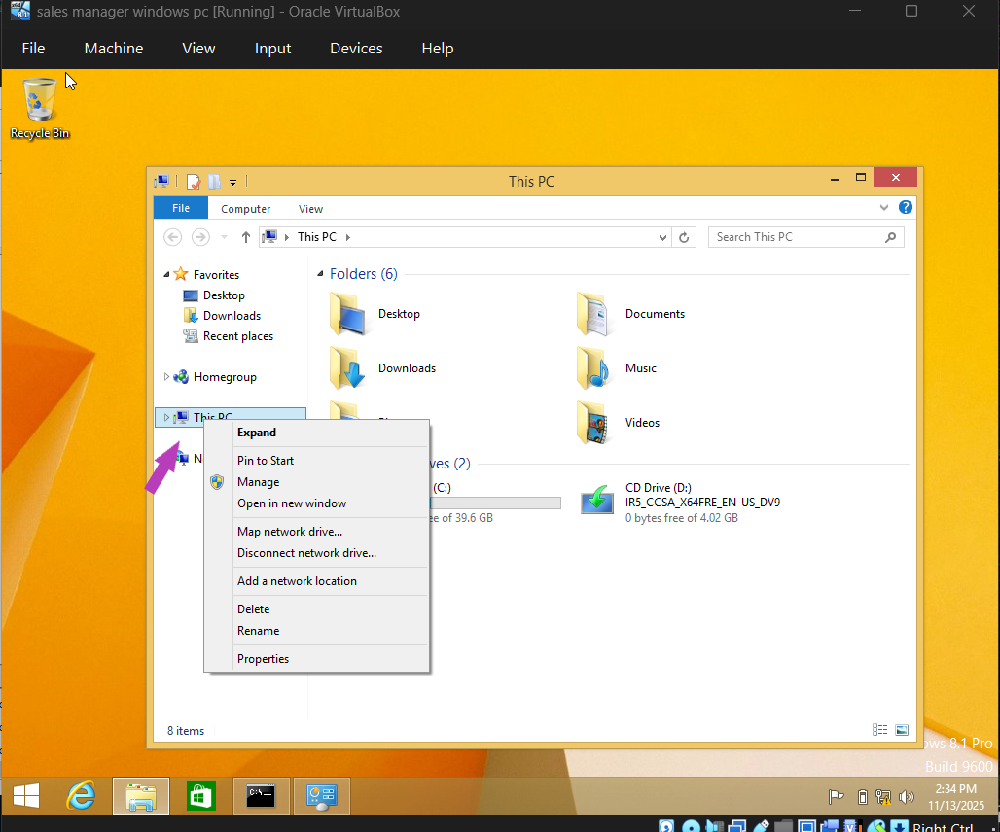 sales manager windows pc [Running] - Oracle VirtualBox
File Machine View Input Devices Help
Recycle Bin
This PC
File Computer View
This PC
Search This PC
Favorites
Desktop
Downloads
Recent places
Homegroup
This PC
N
Folders (6)
Desktop
Documents
Downloads
Music
Videos
ves (2)
(C:)
ee of 39.6 GB
CD Drive (D:)
IR5_CCSA_X64FRE_EN-US_DV9
0 bytes free of 4.02 GB
Expand
Pin to Start
Manage
Open in new window
Map network drive...
Disconnect network drive...
Add a network location
Delete
Rename
Properties
8 items
ows 8.1 Pro
Build 9600
2:34 PM
11/13/2025
Right Ctrl